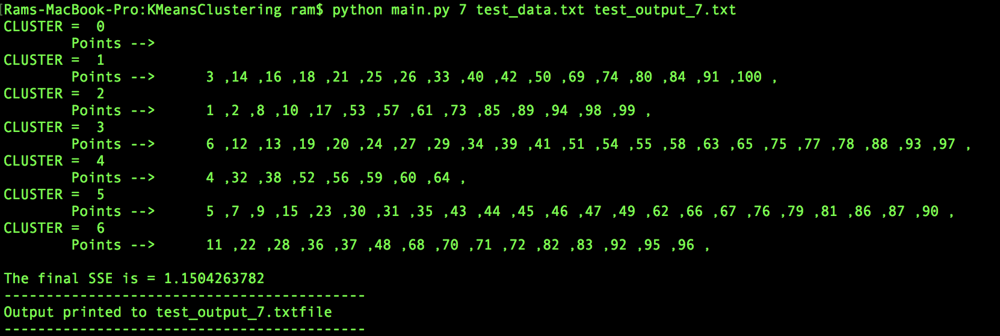 Rams-MacBook-Pro:KMeansClustering ram$ python main.py 7 test_data.txt test_output_7.txt
CLUSTER =  0
        Points -->
CLUSTER =  1
        Points -->      3 ,14 ,16 ,18 ,21 ,25 ,26 ,33 ,40 ,42 ,50 ,69 ,74 ,80 ,84 ,91 ,100 ,
CLUSTER =  2
        Points -->      1 ,2 ,8 ,10 ,17 ,53 ,57 ,61 ,73 ,85 ,89 ,94 ,98 ,99 ,
CLUSTER =  3
        Points -->      6 ,12 ,13 ,19 ,20 ,24 ,27 ,29 ,34 ,39 ,41 ,51 ,54 ,55 ,58 ,63 ,65 ,75 ,77 ,78 ,88 ,93 ,97 ,
CLUSTER =  4
        Points -->      4 ,32 ,38 ,52 ,56 ,59 ,60 ,64 ,
CLUSTER =  5
        Points -->      5 ,7 ,9 ,15 ,23 ,30 ,31 ,35 ,43 ,44 ,45 ,46 ,47 ,49 ,62 ,66 ,67 ,76 ,79 ,81 ,86 ,87 ,90 ,
CLUSTER =  6
        Points -->      11 ,22 ,28 ,36 ,37 ,48 ,68 ,70 ,71 ,72 ,82 ,83 ,92 ,95 ,96 ,

The final SSE is = 1.1504263782
-------------------------------------------
Output printed to test_output_7.txtfile
-------------------------------------------